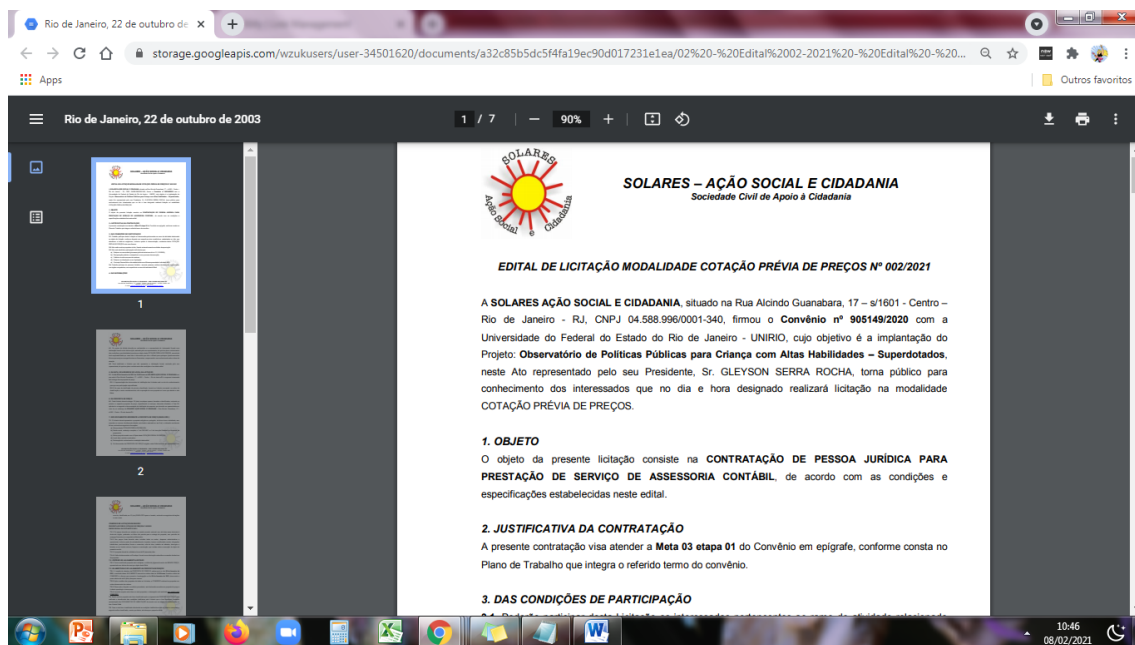 Rio de Janeiro, 22 de outubro de
storage.googleapis.com/wzukusers/user-34501620/documents/a32c85b5dc5f4fa19ec90d017231e1ea/02%20-%20Edital%2002-2021%20-%20Edital%20-%20...
Apps
Outros favoritos
Rio de Janeiro, 22 de outubro de 2003
1 / 7
90%
1
2
SOLARES
Ação Social e Cidadania
SOLARES – AÇÃO SOCIAL E CIDADANIA
Sociedade Civil de Apoio à Cidadania
EDITAL DE LICITAÇÃO MODALIDADE COTAÇÃO PRÉVIA DE PREÇOS Nº 002/2021
A SOLARES AÇÃO SOCIAL E CIDADANIA, situado na Rua Alcindo Guanabara, 17 – s/1601 - Centro –
Rio de Janeiro - RJ, CNPJ 04.588.996/0001-340, firmou o Convênio nº 905149/2020 com a
Universidade do Federal do Estado do Rio de Janeiro - UNIRIO, cujo objetivo é a implantação do
Projeto: Observatório de Políticas Públicas para Criança com Altas Habilidades – Superdotados,
neste Ato representado pelo seu Presidente, Sr. GLEYSON SERRA ROCHA, torna público para
conhecimento dos interessados que no dia e hora designado realizará licitação na modalidade
COTAÇÃO PRÉVIA DE PREÇOS.
1. OBJETO
O objeto da presente licitação consiste na CONTRATAÇÃO DE PESSOA JURÍDICA PARA
PRESTAÇÃO DE SERVIÇO DE ASSESSORIA CONTÁBIL, de acordo com as condições e
especificações estabelecidas neste edital.
2. JUSTIFICATIVA DA CONTRATAÇÃO
A presente contratação visa atender a Meta 03 etapa 01 do Convênio em epígrafe, conforme consta no
Plano de Trabalho que integra o referido termo do convênio.
3. DAS CONDIÇÕES DE PARTICIPAÇÃO
10:46
08/02/2021